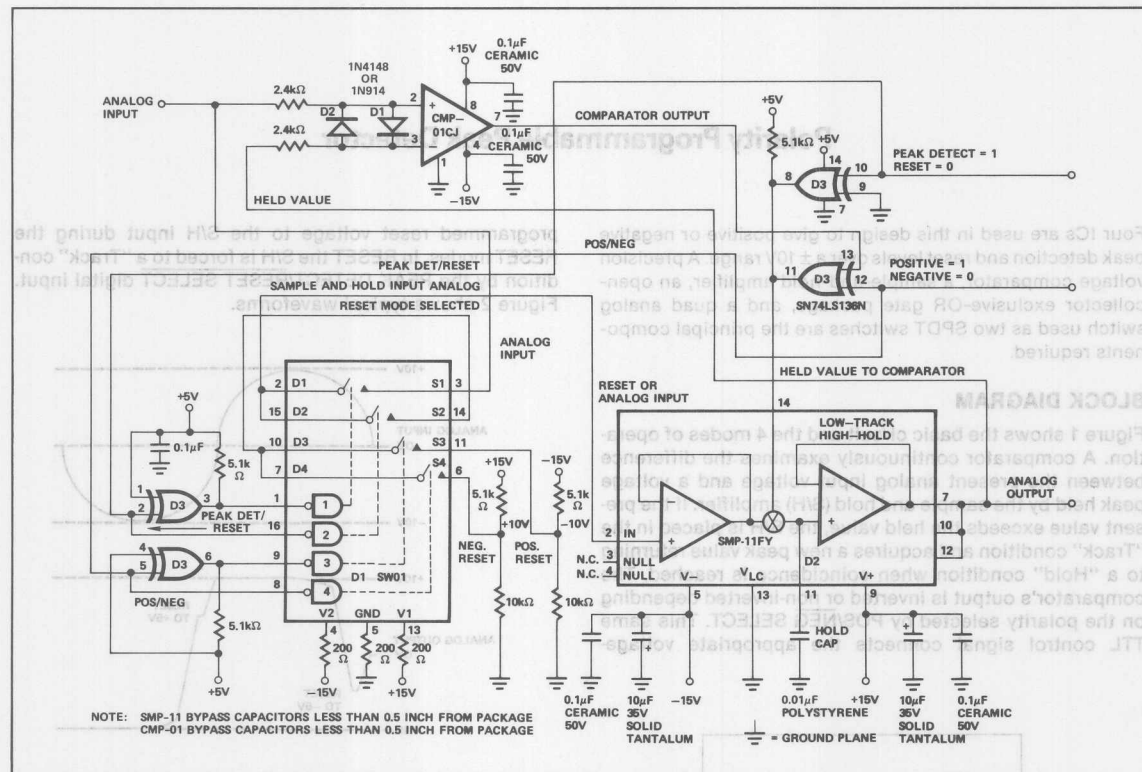 Polarity Programmable Peak Detector
ANALOG INPUT
2.4kΩ
2.4kΩ
1N4148 OR 1N914
D2
D1
2
3
+
CMP-01CJ
8
7
4
1
+15V
-15V
0.1µF CERAMIC 50V
0.1µF CERAMIC 50V
COMPARATOR OUTPUT
HELD VALUE
+5V
5.1kΩ
+5V
14
8
D3
10
9
7
PEAK DETECT = 1
RESET = 0
POS/NEG
11
D3
13
12
SN74LS136N
POSITIVE = 1
NEGATIVE = 0
Four ICs are used in this design to give positive or negative
peak detection and reset levels over a ± 10V range. A precision
voltage comparator, a sample and hold amplifier, an open-
collector exclusive-OR gate package, and a quad analog
switch used as two SPDT switches are the principal compo-
nents required.
BLOCK DIAGRAM
Figure 1 shows the basic circuit and the 4 modes of opera-
tion. A comparator continuously examines the difference
between the present analog input voltage and a voltage
peak held by the sample and hold (S/H) amplifier. If the pre-
sent value exceeds the held value, the S/H is placed in the
"Track" condition and acquires a new peak value returning
to a "Hold" condition when coincidence is reached. The
comparator's output is inverted or non-inverted depending
on the polarity selected by POS/NEG SELECT. This same
TTL control signal connects the appropriate voltage-
programmed reset voltage to the S/H input during the
RESET modes. In RESET the S/H is forced to a "Track" con-
dition by the PEAK DETECT/RESET SELECT digital input.
PEAK DET/RESET
SAMPLE AND HOLD INPUT ANALOG
RESET MODE SELECTED
ANALOG INPUT
HELD VALUE TO COMPARATOR
2 D1
15 D2
10 D3
7 D4
S1 3
S2 14
S3 11
S4 6
1
16
9
8
1
2
3
4
D1 SW01
V2
4
GND
5
V1
13
200Ω
200Ω
200Ω
-15V
+15V
+5V
0.1µF
5.1k Ω
1
2
D3
3
PEAK DET/RESET
4
5
D3
6
POS/NEG
5.1kΩ
+5V
+15V
5.1k Ω
+10V
NEG. RESET
10kΩ
-15V
5.1k Ω
-10V
POS. RESET
10kΩ
RESET OR ANALOG INPUT
14
LOW-TRACK
HIGH-HOLD
2 IN
N.C. 3 NULL
N.C. 4 NULL
-
+
SMP-11FY
D2
V-
5
VLC
13
11
V+
9
7
10
12
ANALOG OUTPUT
HOLD CAP
0.1µF CERAMIC 50V
10µF 35V SOLID TANTALUM
-15V
0.01µF POLYSTYRENE
+15V
10µF 35V SOLID TANTALUM
0.1µF CERAMIC 50V
= GROUND PLANE
NOTE: SMP-11 BYPASS CAPACITORS LESS THAN 0.5 INCH FROM PACKAGE
CMP-01 BYPASS CAPACITORS LESS THAN 0.5 INCH FROM PACKAGE